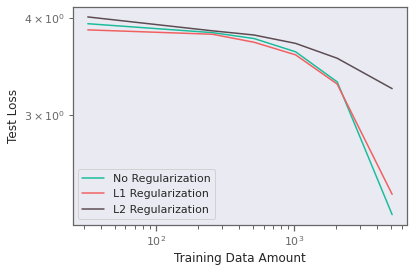 4 × 10⁰
3 × 10⁰
Test Loss
No Regularization
L1 Regularization
L2 Regularization
10² 10³
Training Data Amount